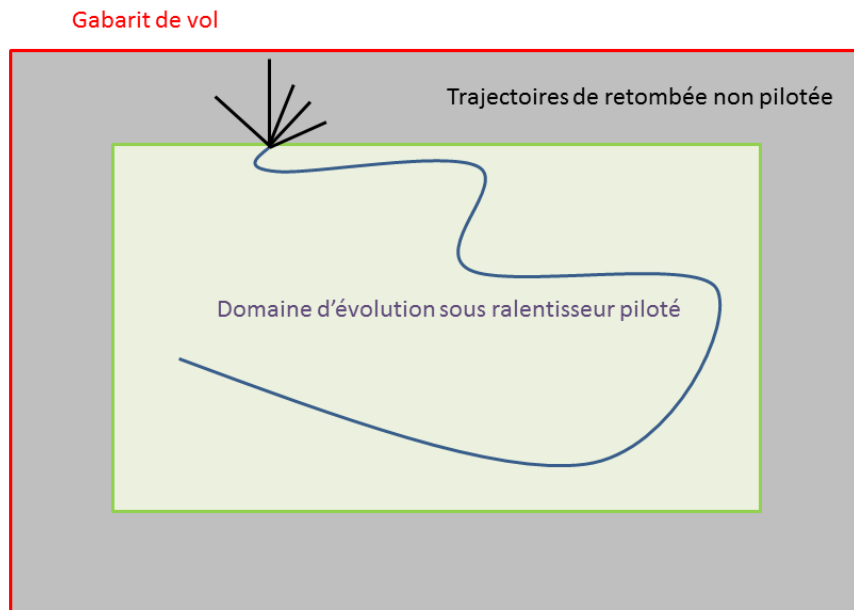 Gabarit de vol
Trajectoires de retombée non pilotée
Domaine d'évolution sous ralentisseur piloté